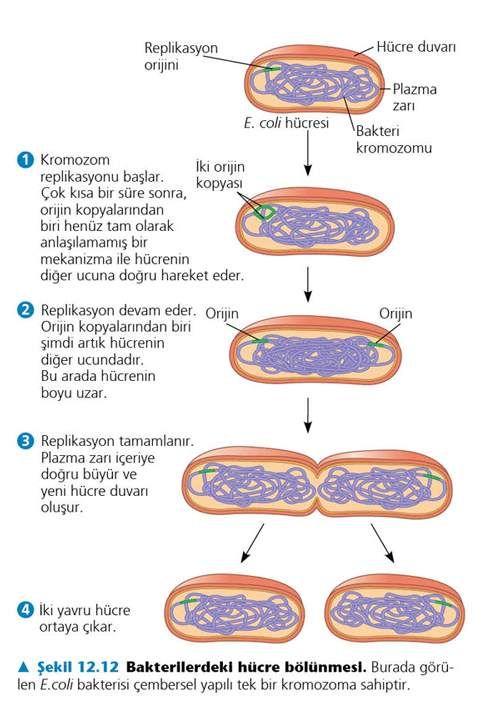 Replikasyon
orijini
Hücre duvarı
Plazma
zarı
E. coli hücresi
Bakteri
kromozomu
1 Kromozom
replikasyonu başlar.
Çok kısa bir süre sonra,
orijin kopyalarından
biri henüz tam olarak
anlaşılamamış bir
mekanizma ile hücrenin
diğer ucuna doğru hareket eder.
İki orijin
kopyası
2 Replikasyon devam eder.
Orijin kopyalarından biri
şimdi artık hücrenin
diğer ucundadır.
Bu arada hücrenin
boyu uzar.
Orijin
Orijin
3 Replikasyon tamamlanır.
Plazma zarı içeriye
doğru büyür ve
yeni hücre duvarı
oluşur.
4 İki yavru hücre
ortaya çıkar.
▲ Şekil 12.12 Bakterilerdeki hücre bölünmesi. Burada görü-
len E.coli bakterisi çembersel yapılı tek bir kromozoma sahiptir.